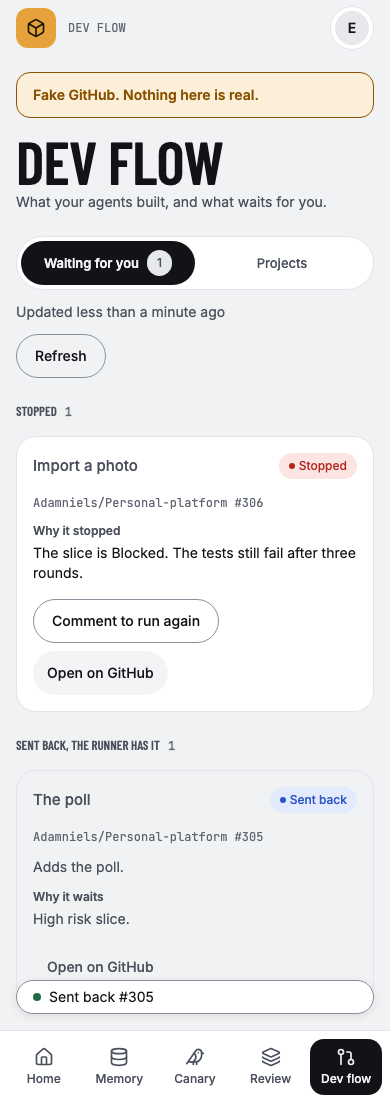 DEV FLOW
E
Fake GitHub. Nothing here is real.
DEV FLOW
What your agents built, and what waits for you.
Waiting for you 1
Projects
Updated less than a minute ago
Refresh
STOPPED 1
Import a photo
Stopped
Adamniels/Personal-platform #306
Why it stopped
The slice is Blocked. The tests still fail after three
rounds.
Comment to run again
Open on GitHub
SENT BACK, THE RUNNER HAS IT 1
The poll
Sent back
Adamniels/Personal-platform #305
Adds the poll.
Why it waits
High risk slice.
Open on GitHub
Sent back #305
Home
Memory
Canary
Review
Dev flow